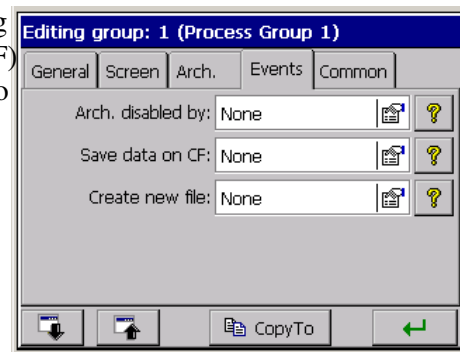 g
F)
o
Editing group: 1 (Process Group 1)
General Screen Arch. Events Common
Arch. disabled by: None ?
Save data on CF: None ?
Create new file: None ?
CopyTo